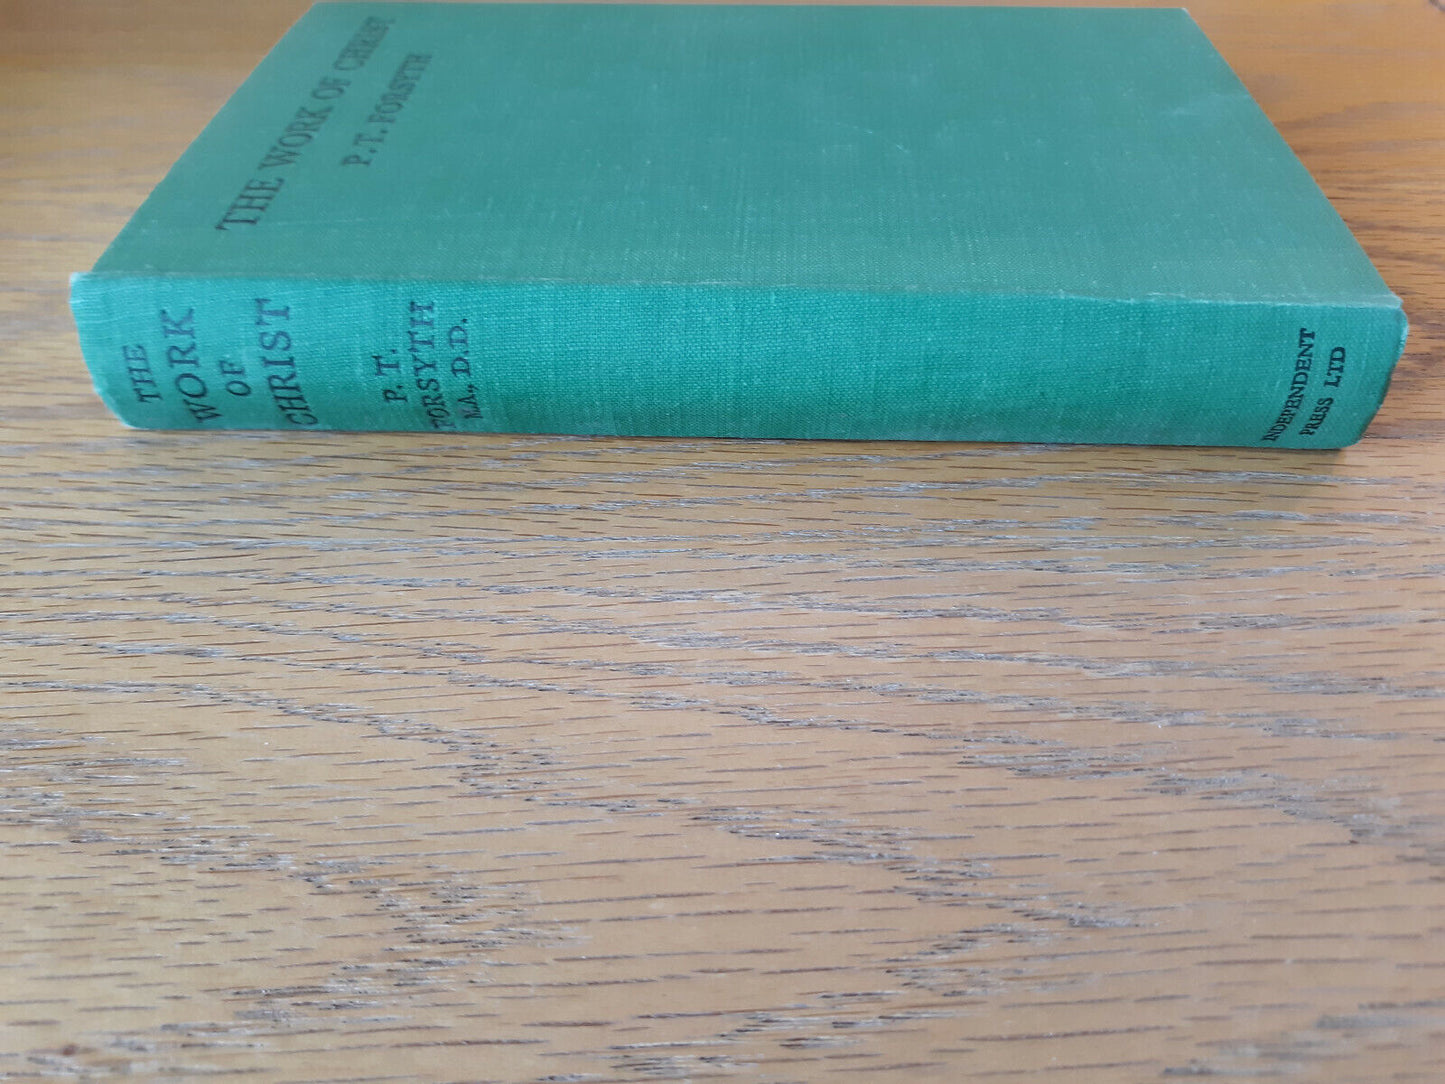 THE WORK OF CHRIST
P. T. FORSYTH
THE
WORK
OF
CHRIST
P. T.
FORSYTH
M.A., D.D.
INDEPENDENT
PRESS LTD